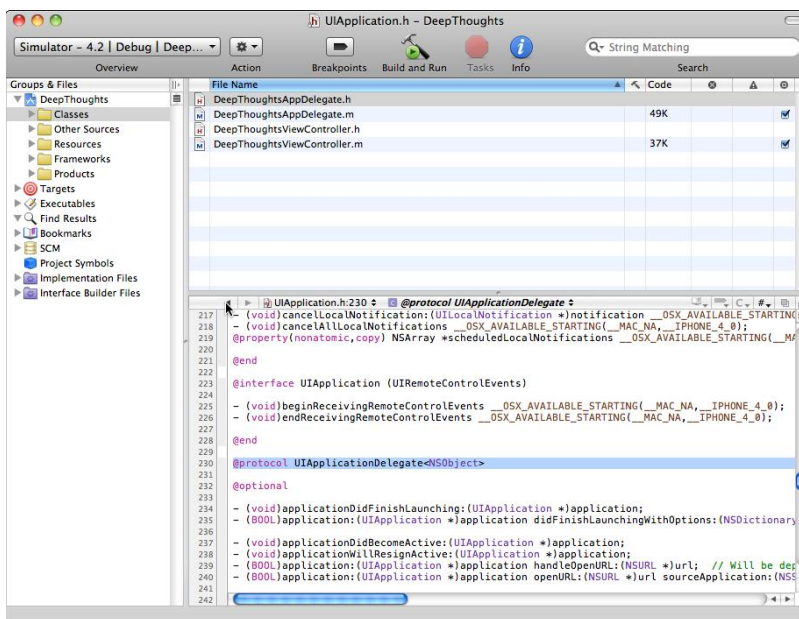 UIApplication.h – DeepThoughts
Simulator – 4.2 | Debug | Deep...
String Matching
Overview
Action
Breakpoints
Build and Run
Tasks
Info
Search
Groups & Files
File Name
Code
DeepThoughts
Classes
Other Sources
Resources
Frameworks
Products
Targets
Executables
Find Results
Bookmarks
SCM
Project Symbols
Implementation Files
Interface Builder Files
DeepThoughtsAppDelegate.h
DeepThoughtsAppDelegate.m 49K
DeepThoughtsViewController.h
DeepThoughtsViewController.m 37K
UIApplication.h:230 @protocol UIApplicationDelegate C #
217 - (void)cancelLocalNotification:(UILocalNotification *)notification __OSX_AVAILABLE_STARTING
218 - (void)cancelAllLocalNotifications __OSX_AVAILABLE_STARTING(__MAC_NA,__IPHONE_4_0);
219 @property(nonatomic,copy) NSArray *scheduledLocalNotifications __OSX_AVAILABLE_STARTING(__MA
220
221 @end
222
223 @interface UIApplication (UIRemoteControlEvents)
224
225 - (void)beginReceivingRemoteControlEvents __OSX_AVAILABLE_STARTING(__MAC_NA,__IPHONE_4_0);
226 - (void)endReceivingRemoteControlEvents __OSX_AVAILABLE_STARTING(__MAC_NA,__IPHONE_4_0);
227
228 @end
229
230 @protocol UIApplicationDelegate<NSObject>
231
232 @optional
233
234 - (void)applicationDidFinishLaunching:(UIApplication *)application;
235 - (BOOL)application:(UIApplication *)application didFinishLaunchingWithOptions:(NSDictionary
236
237 - (void)applicationDidBecomeActive:(UIApplication *)application;
238 - (void)applicationWillResignActive:(UIApplication *)application;
239 - (BOOL)application:(UIApplication *)application handleOpenURL:(NSURL *)url; // Will be dep
240 - (BOOL)application:(UIApplication *)application openURL:(NSURL *)url sourceApplication:(NSS
241
242